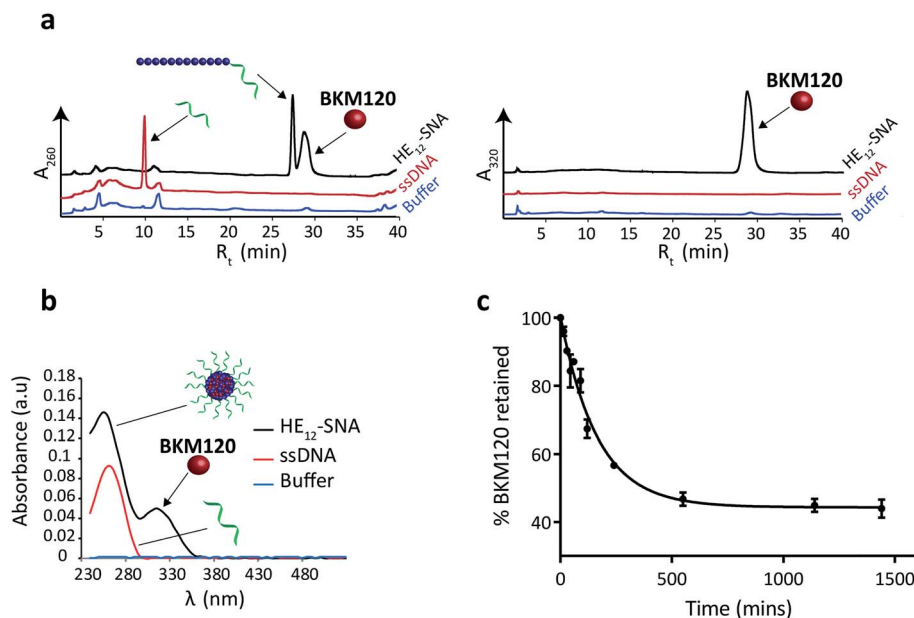 a
BKM120
A260
HE12-SNA
ssDNA
Buffer
5 10 15 20 25 30 35 40
Rt (min)
BKM120
A320
HE12-SNA
ssDNA
Buffer
5 10 15 20 25 30 35 40
Rt (min)
b
Absorbance (a.u)
0.18
0.16
0.14
0.12
0.1
0.08
0.06
0.04
0.02
0
230 280 330 380 430 480
λ (nm)
BKM120
HE12-SNA
ssDNA
Buffer
c
% BKM120 retained
100
80
60
40
0 500 1000 1500
Time (mins)